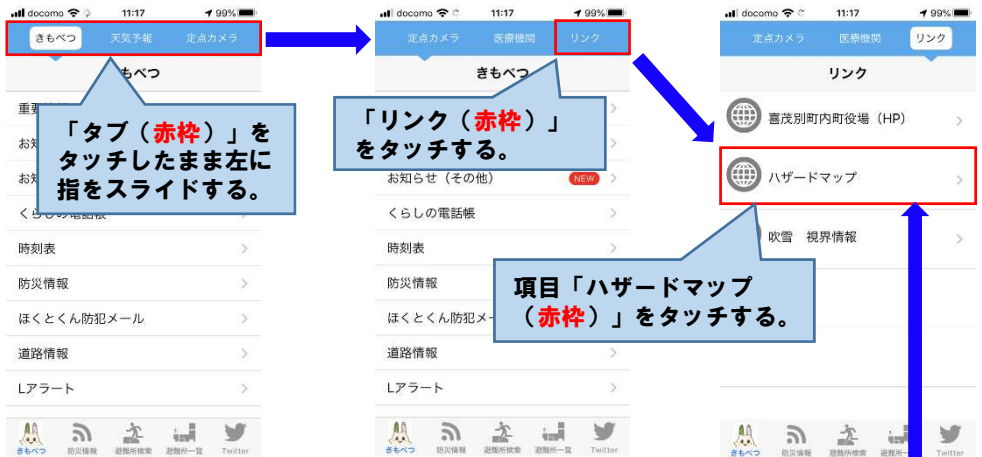 docomo 11:17 99%
きもべつ 天気予報 定点カメラ
もべつ
重要
お知
お知
「タブ（赤枠）」を
タッチしたまま左に
指をスライドする。
時刻表
防災情報
ほくとくん防犯メール
道路情報
Lアラート
きもべつ 防災情報 避難所検索 避難所一覧 Twitter
docomo 11:17 99%
定点カメラ 医療機関 リンク
きもべつ
「リンク（赤枠）」
をタッチする。
お知らせ（その他） NEW
くらしの電話帳
時刻表
防災情報
ほくとくん防犯メー
道路情報
Lアラート
きもべつ 防災情報 避難所検索 避難所一覧 Twitter
docomo 11:17 99%
定点カメラ 医療機関 リンク
リンク
喜茂別町内町役場（HP）
ハザードマップ
吹雪 視界情報
項目「ハザードマップ
（赤枠）」をタッチする。
きもべつ 防災情報 避難所検索 避難所一 Twitter